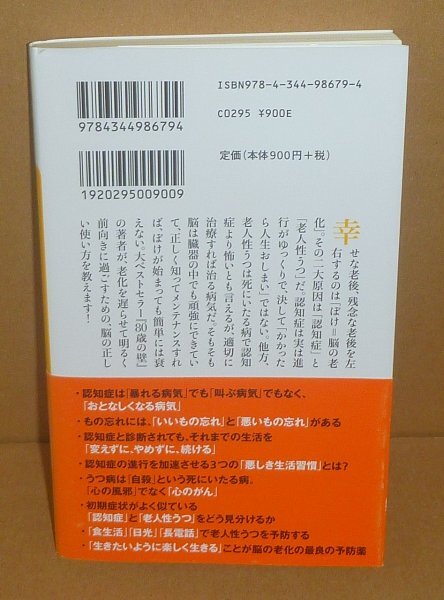 ISBN978-4-344-98679-4
C0295 ¥900E
定価(本体900円+税)
9784344986794
1920295009009
幸せな老後、残念な老後を左
右するのは「ぼけ=脳の老
化」。その二大原因は「認知症」と
「老人性うつ」だ。認知症は実は進
行がゆっくりで、決して「かかった
ら人生おしまい」ではない。他方、
老人性うつは死にいたる病で認知
症より怖いとも言えるが、適切に
治療すれば治る病気だ。そもそも
脳は臓器の中でも頑強にできてい
て、正しく知ってメンテナンスすれ
ば、ぼけが始まっても簡単には衰
えない。大ベストセラー『80歳の壁』
の著者が、老化を遅らせて明るく
前向きに過ごすための、脳の正し
い使い方を教えます!
・認知症は「暴れる病気」でも「叫ぶ病気」でもなく、
「おとなしくなる病気」
・もの忘れには、「いいもの忘れ」と「悪いもの忘れ」がある
・認知症と診断されても、それまでの生活を
「変えずに、やめずに、続ける」
・認知症の進行を加速させる3つの「悪しき生活習慣」とは?
・うつ病は「自殺」という死にいたる病。
「心の風邪」でなく「心のがん」
・初期症状がよく似ている
「認知症」と「老人性うつ」をどう見分けるか
・「食生活」「日光」「長電話」で老人性うつを予防する
・「生きたいように楽しく生きる」ことが脳の老化の最良の予防薬